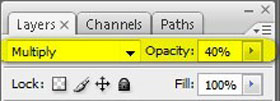 Layers × Channels Paths
Multiply Opacity: 40%
Lock: Fill: 100%